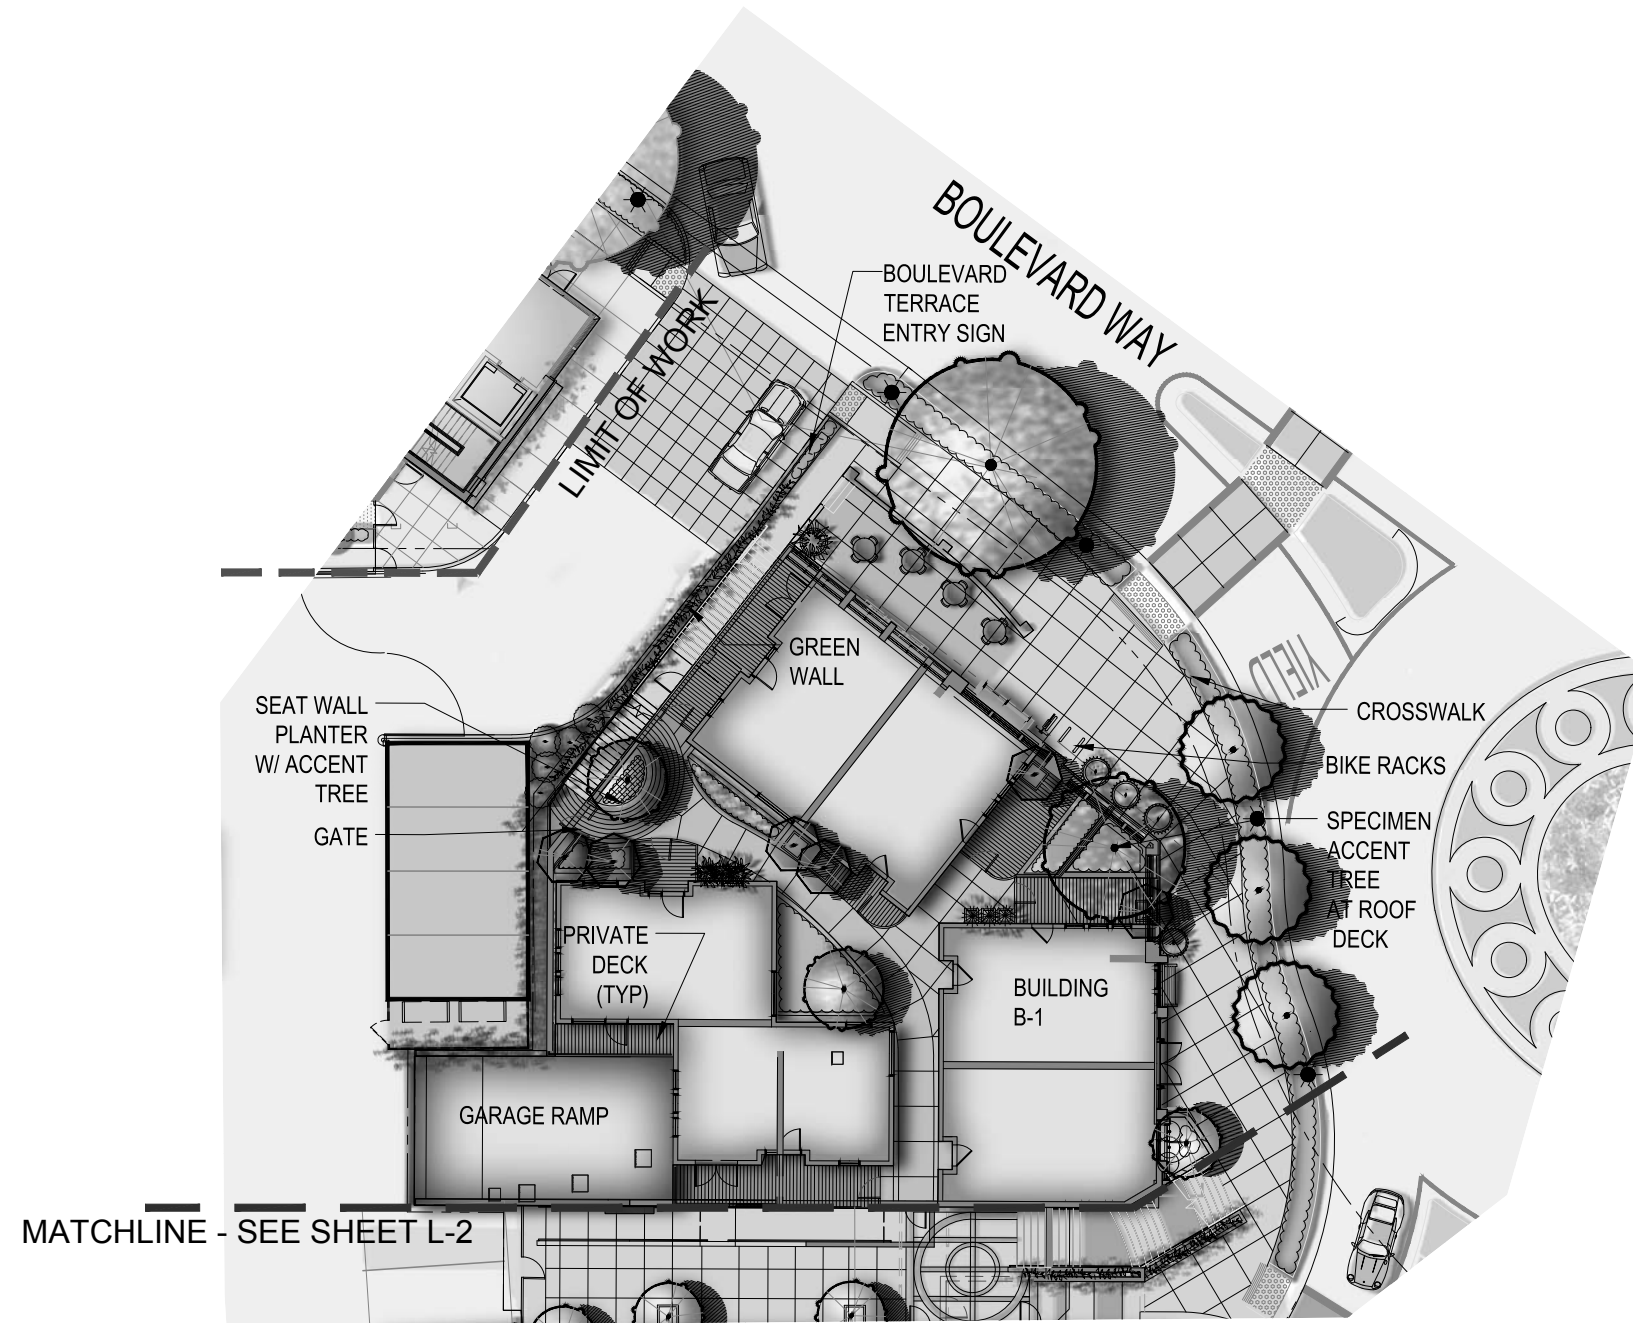 BOULEVARD WAY
BOULEVARD
TERRACE
ENTRY SIGN
LIMIT OF WORK
GREEN
WALL
YIELD
SEAT WALL
PLANTER
W/ ACCENT
TREE
GATE
CROSSWALK
BIKE RACKS
SPECIMEN
ACCENT
TREE
AT ROOF
DECK
PRIVATE
DECK
(TYP)
BUILDING
B-1
GARAGE RAMP
MATCHLINE - SEE SHEET L-2